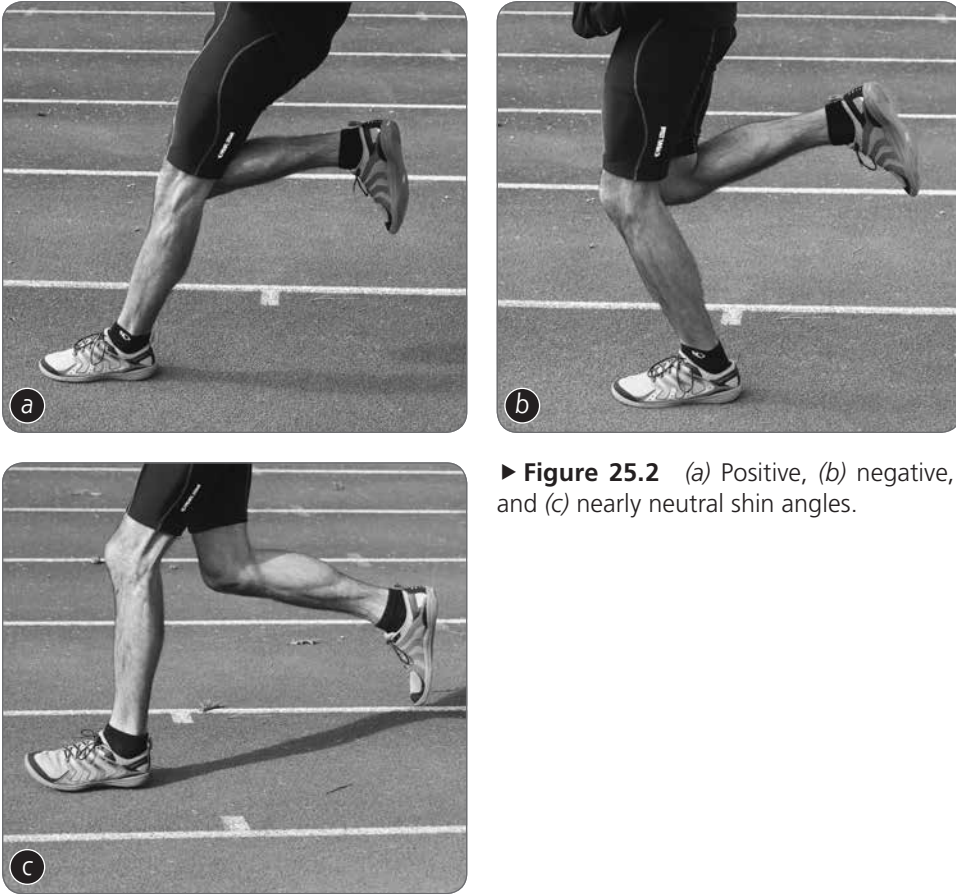 a
b
▶ Figure 25.2 (a) Positive, (b) negative,
and (c) nearly neutral shin angles.
c